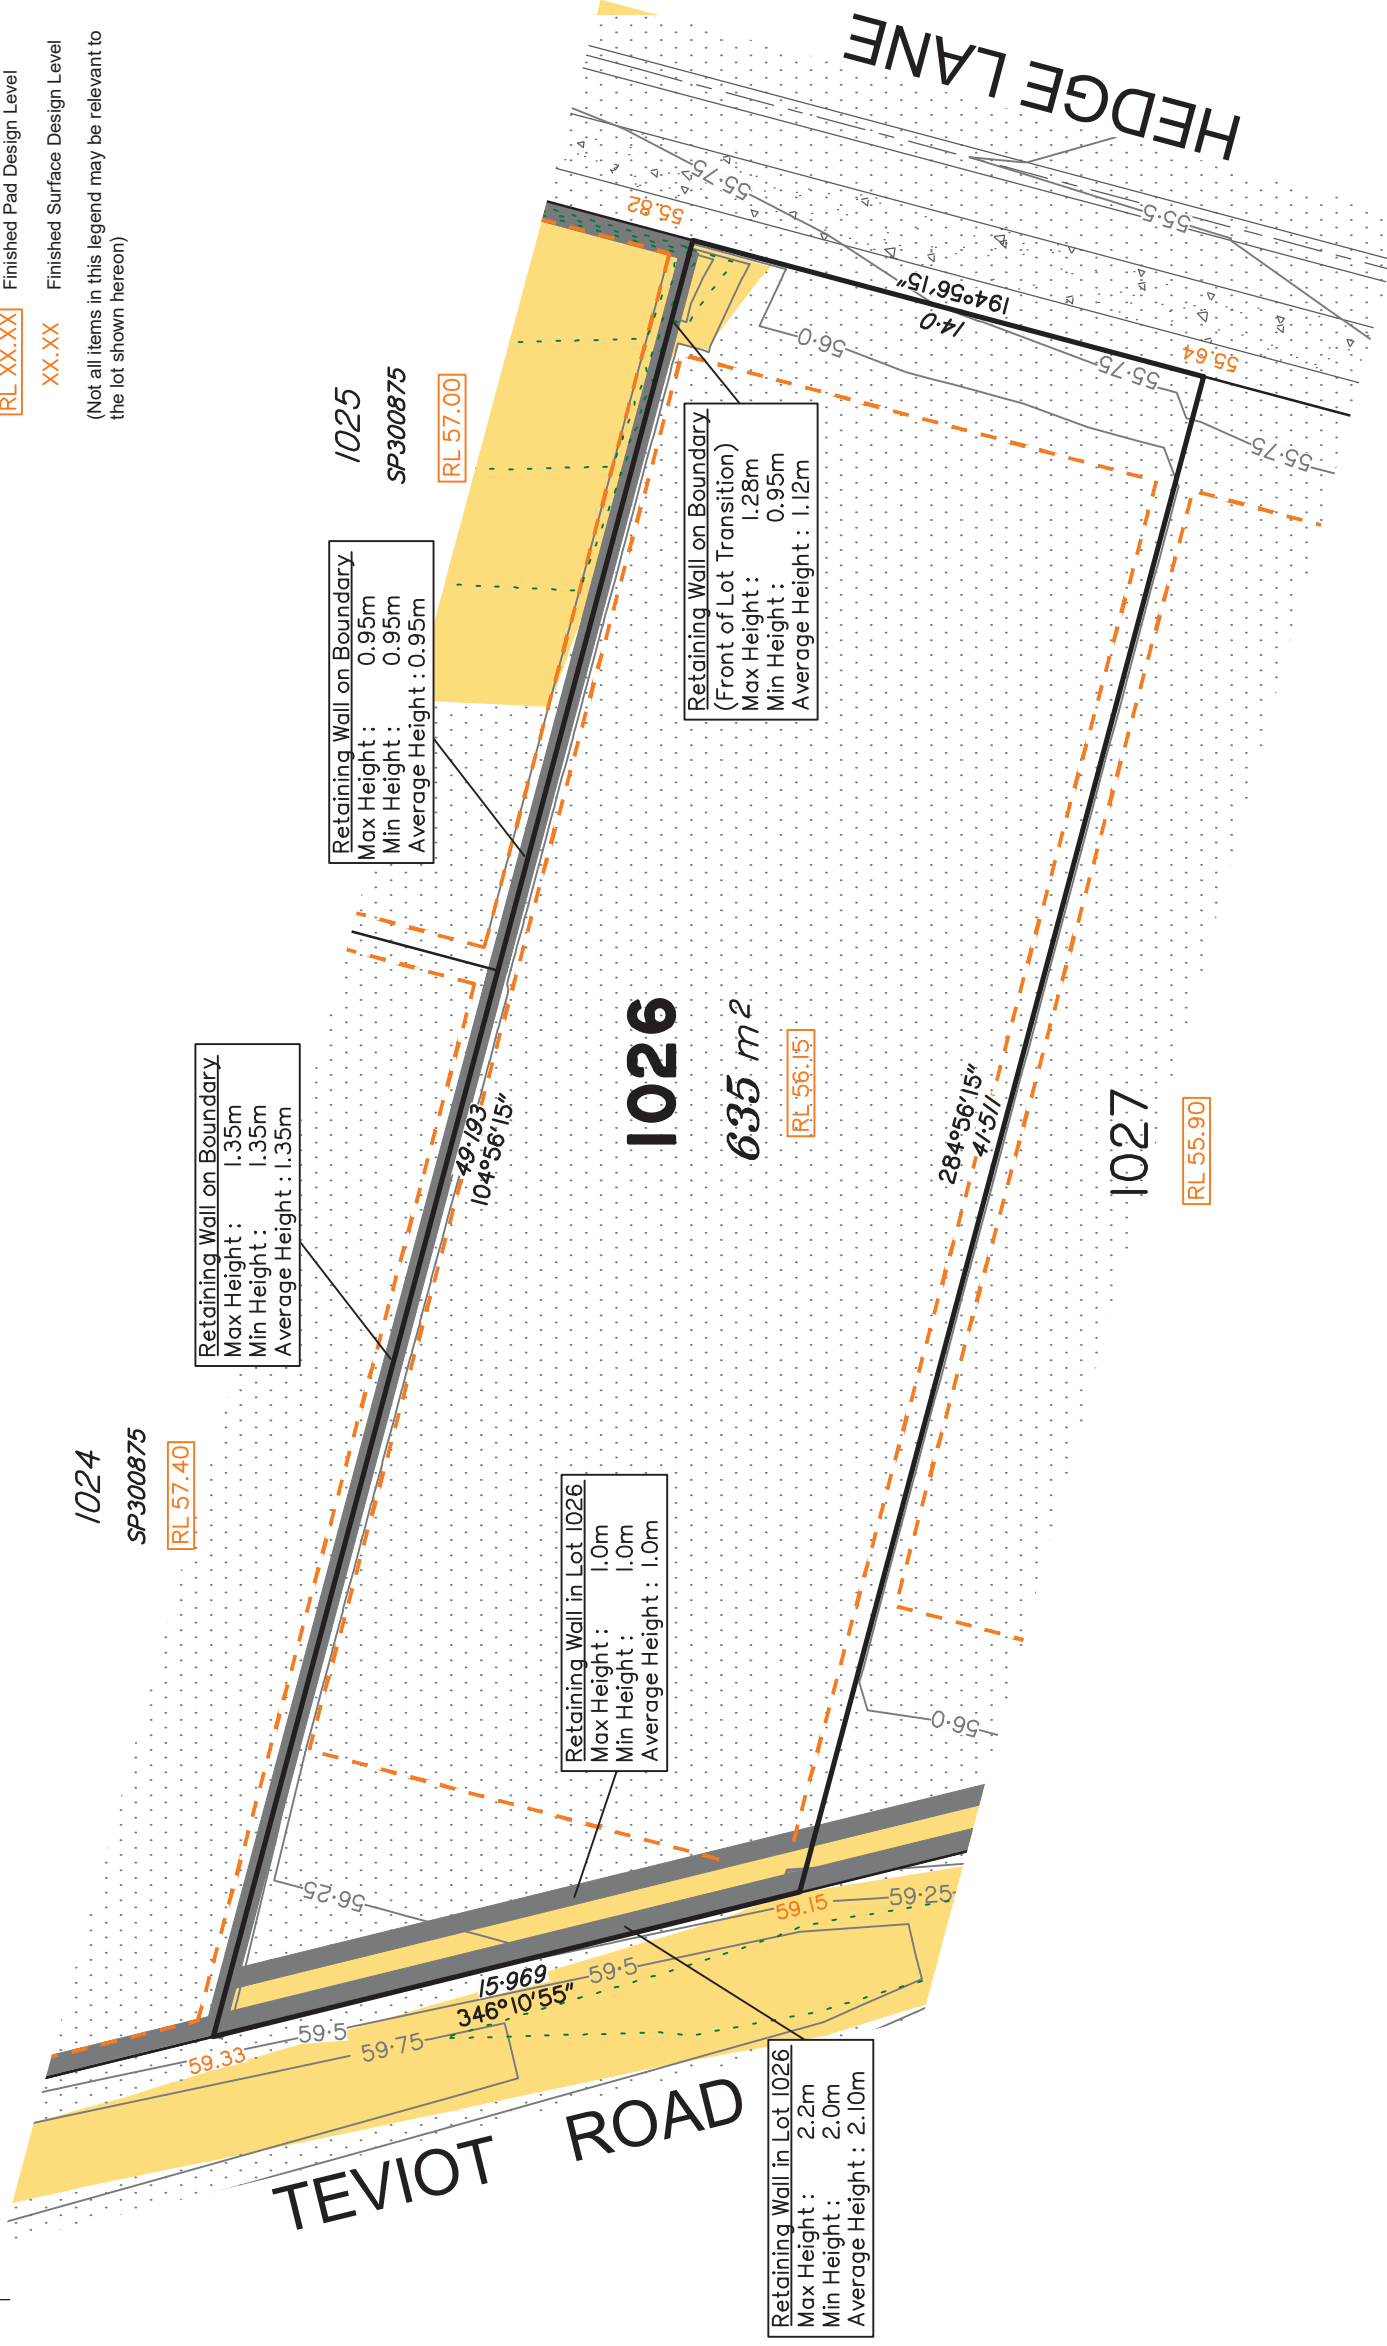 RL XX.XX Finished Pad Design Level
XX.XX Finished Surface Design Level
(Not all items in this legend may be relevant to
the lot shown hereon)
HEDGE LANE
55·75
55·5
55.82
194°56'15"
14·0
56·0
55·75
55.64
55·75
1025
SP300875
RL 57.00
Retaining Wall on Boundary
Max Height : 0.95m
Min Height : 0.95m
Average Height : 0.95m
Retaining Wall on Boundary
(Front of Lot Transition)
Max Height : 1.28m
Min Height : 0.95m
Average Height : 1.12m
Retaining Wall on Boundary
Max Height : 1.35m
Min Height : 1.35m
Average Height : 1.35m
49·193
104°56'15"
1026
635 m²
RL 56.15
284°56'15"
41·511
1027
RL 55.90
1024
SP300875
RL 57.40
Retaining Wall in Lot 1026
Max Height : 1.0m
Min Height : 1.0m
Average Height : 1.0m
56·0
56·25
59.15
59·25
15·969
346°10'55"
59·5
59·5
59·75
59.33
TEVIOT ROAD
Retaining Wall in Lot 1026
Max Height : 2.2m
Min Height : 2.0m
Average Height : 2.10m